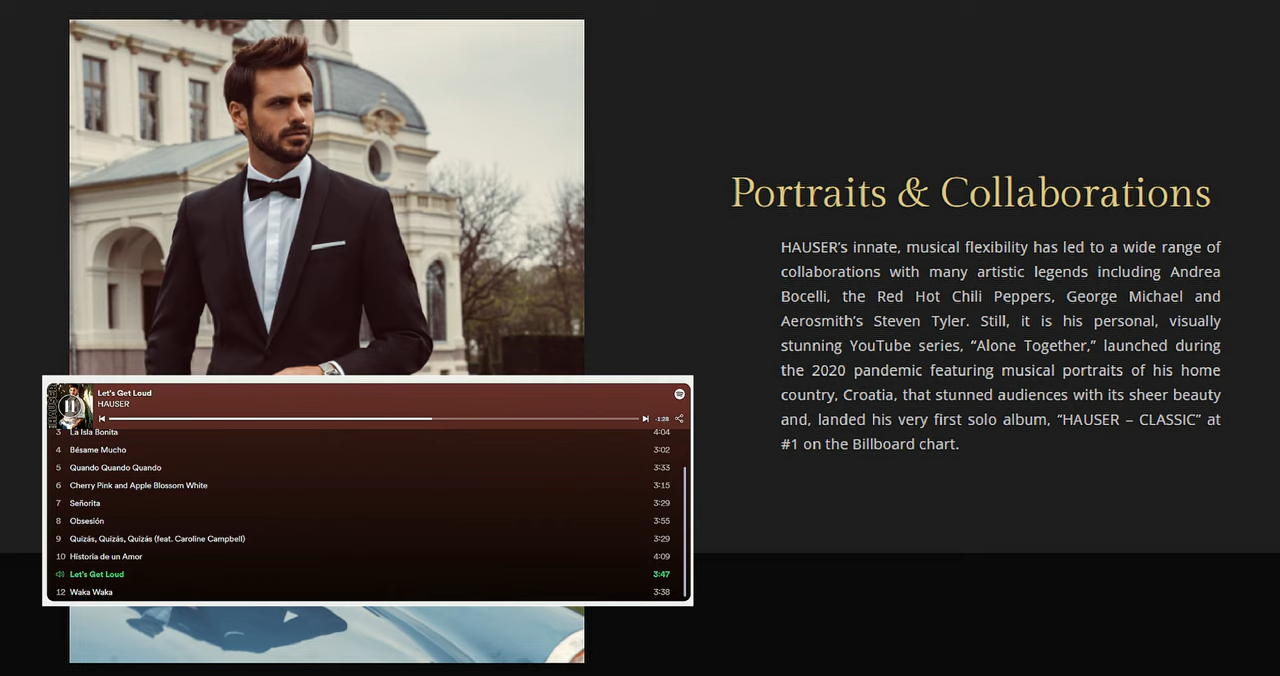 Portraits & Collaborations
HAUSER's innate, musical flexibility has led to a wide range of
collaborations with many artistic legends including Andrea
Bocelli, the Red Hot Chili Peppers, George Michael and
Aerosmith's Steven Tyler. Still, it is his personal, visually
stunning YouTube series, “Alone Together,” launched during
the 2020 pandemic featuring musical portraits of his home
country, Croatia, that stunned audiences with its sheer beauty
and, landed his very first solo album, “HAUSER – CLASSIC” at
#1 on the Billboard chart.
HAUSER
Let's Get Loud
HAUSER
-1:28
3 La Isla Bonita 4:04
4 Bésame Mucho 3:02
5 Quando Quando Quando 3:33
6 Cherry Pink and Apple Blossom White 3:15
7 Señorita 3:29
8 Obsesión 3:55
9 Quizás, Quizás, Quizás (feat. Caroline Campbell) 3:29
10 Historia de un Amor 4:09
Let's Get Loud 3:47
12 Waka Waka 3:38